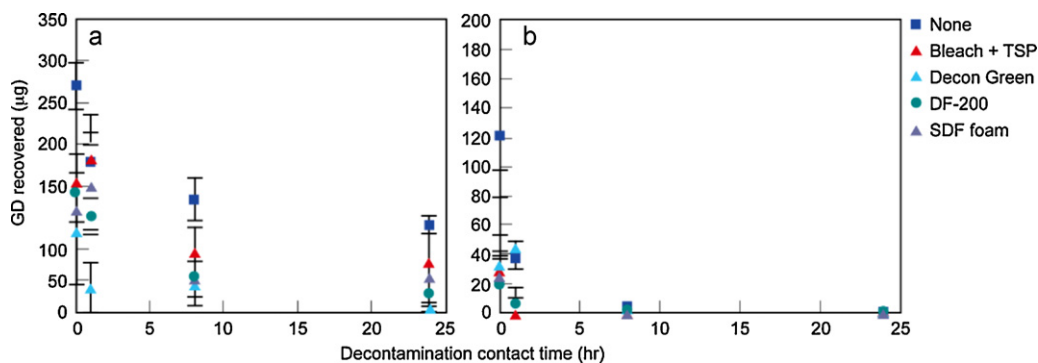 a
GD recovered (µg)
350
300
250
200
150
100
50
0
0 5 10 15 20 25
b
200
180
160
140
120
100
80
60
40
20
0
0 5 10 15 20 25
Decontamination contact time (hr)
None
Bleach + TSP
Decon Green
DF-200
SDF foam